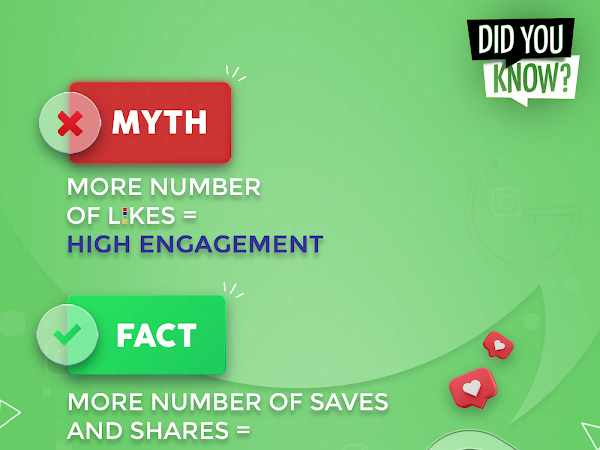 DID YOU
KNOW?
MYTH
MORE NUMBER
OF LIKES =
HIGH ENGAGEMENT
FACT
MORE NUMBER OF SAVES
AND SHARES =